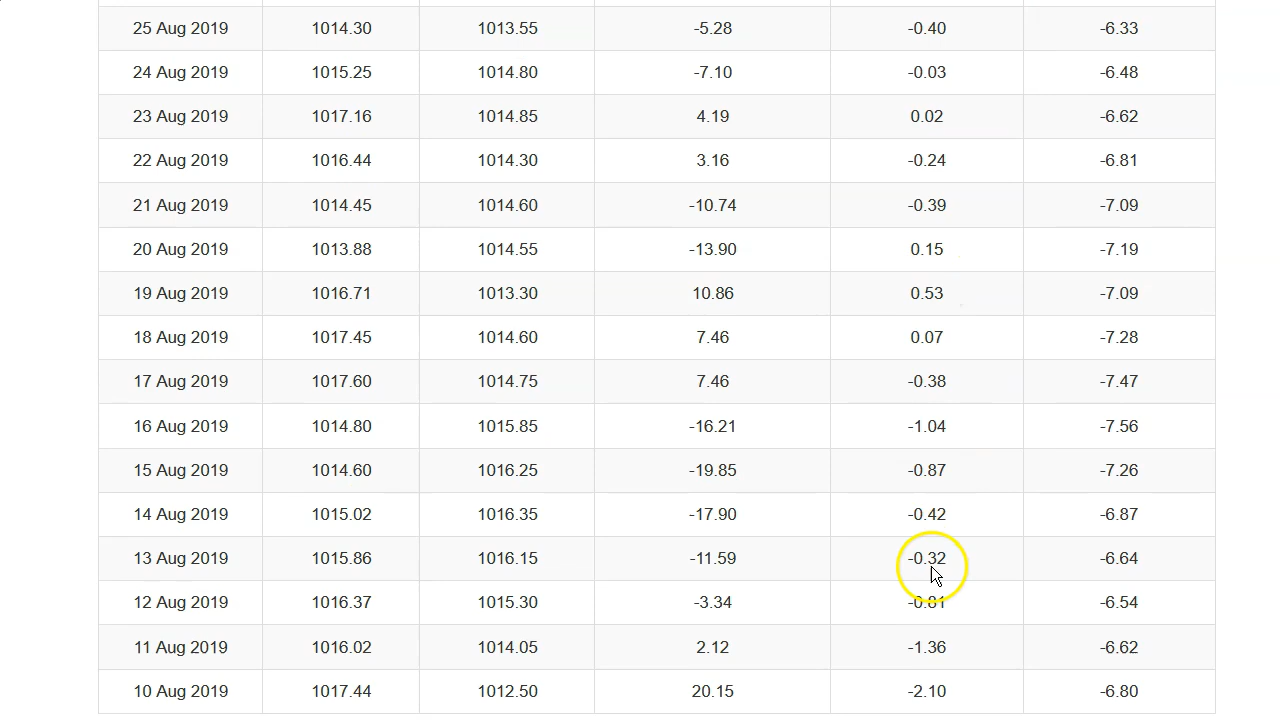 25 Aug 2019 1014.30 1013.55 -5.28 -0.40 -6.33
24 Aug 2019 1015.25 1014.80 -7.10 -0.03 -6.48
23 Aug 2019 1017.16 1014.85 4.19 0.02 -6.62
22 Aug 2019 1016.44 1014.30 3.16 -0.24 -6.81
21 Aug 2019 1014.45 1014.60 -10.74 -0.39 -7.09
20 Aug 2019 1013.88 1014.55 -13.90 0.15 -7.19
19 Aug 2019 1016.71 1013.30 10.86 0.53 -7.09
18 Aug 2019 1017.45 1014.60 7.46 0.07 -7.28
17 Aug 2019 1017.60 1014.75 7.46 -0.38 -7.47
16 Aug 2019 1014.80 1015.85 -16.21 -1.04 -7.56
15 Aug 2019 1014.60 1016.25 -19.85 -0.87 -7.26
14 Aug 2019 1015.02 1016.35 -17.90 -0.42 -6.87
13 Aug 2019 1015.86 1016.15 -11.59 -0.32 -6.64
12 Aug 2019 1016.37 1015.30 -3.34 -0.81 -6.54
11 Aug 2019 1016.02 1014.05 2.12 -1.36 -6.62
10 Aug 2019 1017.44 1012.50 20.15 -2.10 -6.80